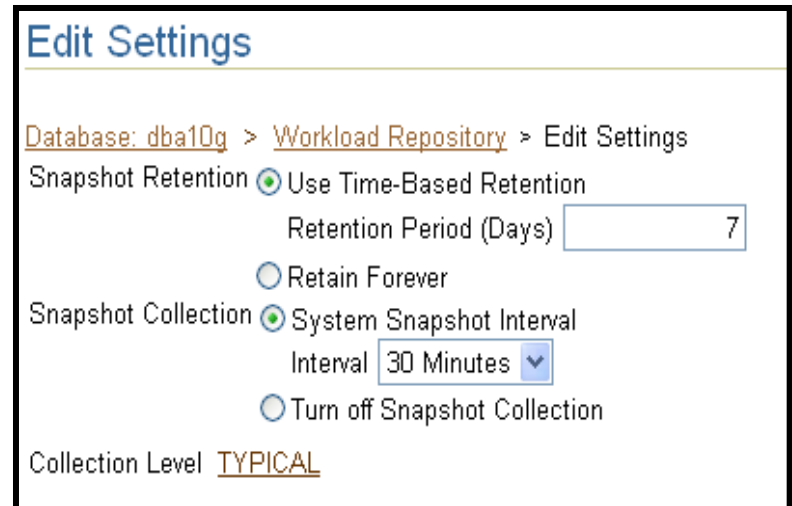 Edit Settings
Database: dba10g > Workload Repository > Edit Settings
Snapshot Retention Use Time-Based Retention
Retention Period (Days) 7
Retain Forever
Snapshot Collection System Snapshot Interval
Interval 30 Minutes
Turn off Snapshot Collection
Collection Level TYPICAL